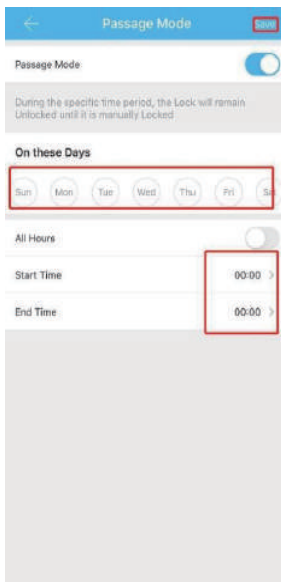 Passage Mode Save
Passage Mode
During the specific time period, the Lock will remain
Unlocked until it is manually Locked
On these Days
Sun Mon Tue Wed Thu Fri Sat
All Hours
Start Time 00:00
End Time 00:00